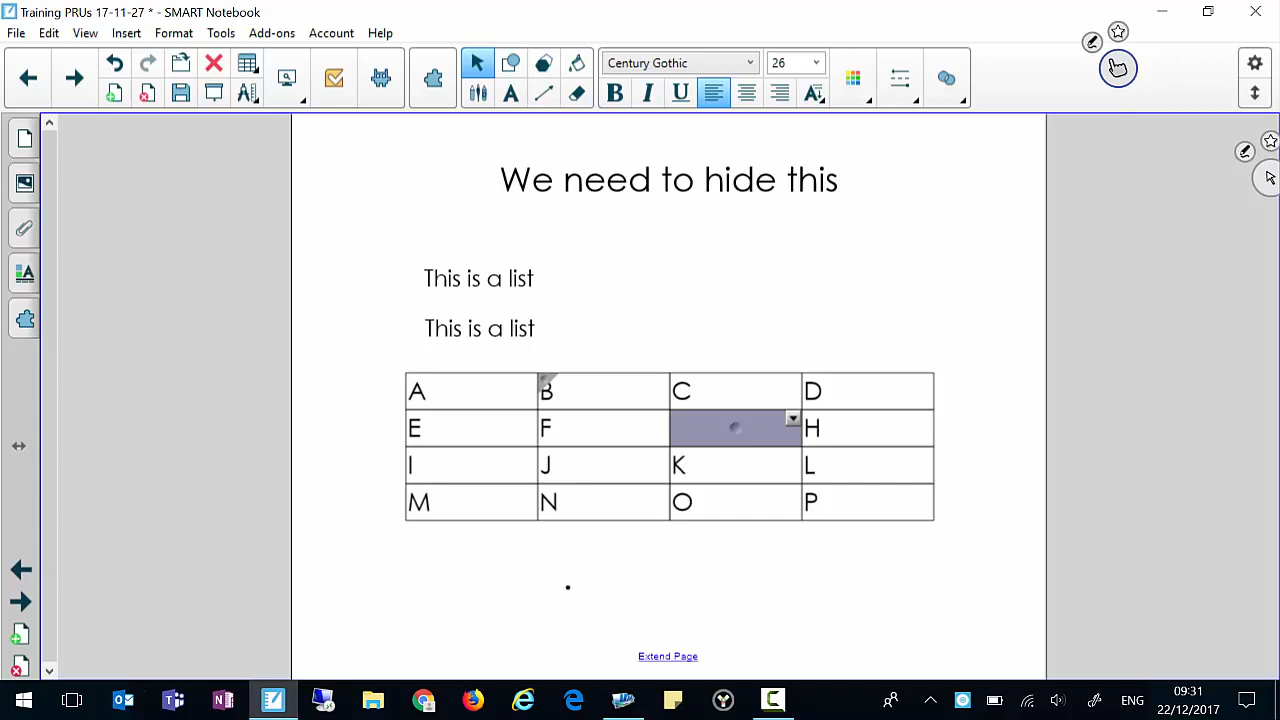 Training PRUs 17-11-27 * - SMART Notebook
File Edit View Insert Format Tools Add-ons Account Help
Century Gothic 26
B I U A
We need to hide this
This is a list
This is a list
A B C D
E F H
I J K L
M N O P
Extend Page
ENG
09:31
22/12/2017